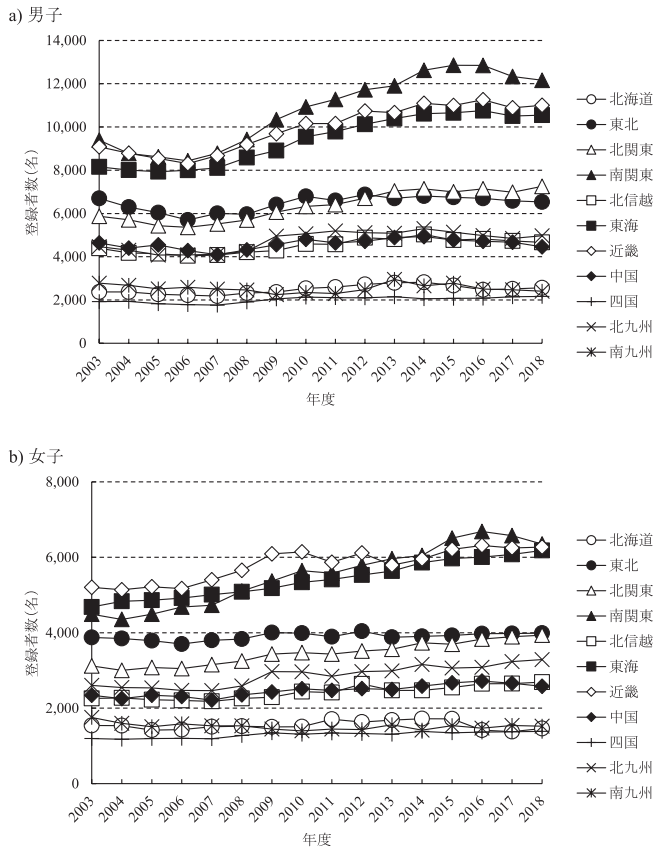 a) 男子
14,000
12,000
10,000
8,000
6,000
4,000
2,000
0
登録者数(名)
2003 2004 2005 2006 2007 2008 2009 2010 2011 2012 2013 2014 2015 2016 2017 2018
年度
北海道
東北
北関東
南関東
北信越
東海
近畿
中国
四国
北九州
南九州
b) 女子
8,000
6,000
4,000
2,000
0
登録者数(名)
2003 2004 2005 2006 2007 2008 2009 2010 2011 2012 2013 2014 2015 2016 2017 2018
年度
北海道
東北
北関東
南関東
北信越
東海
近畿
中国
四国
北九州
南九州